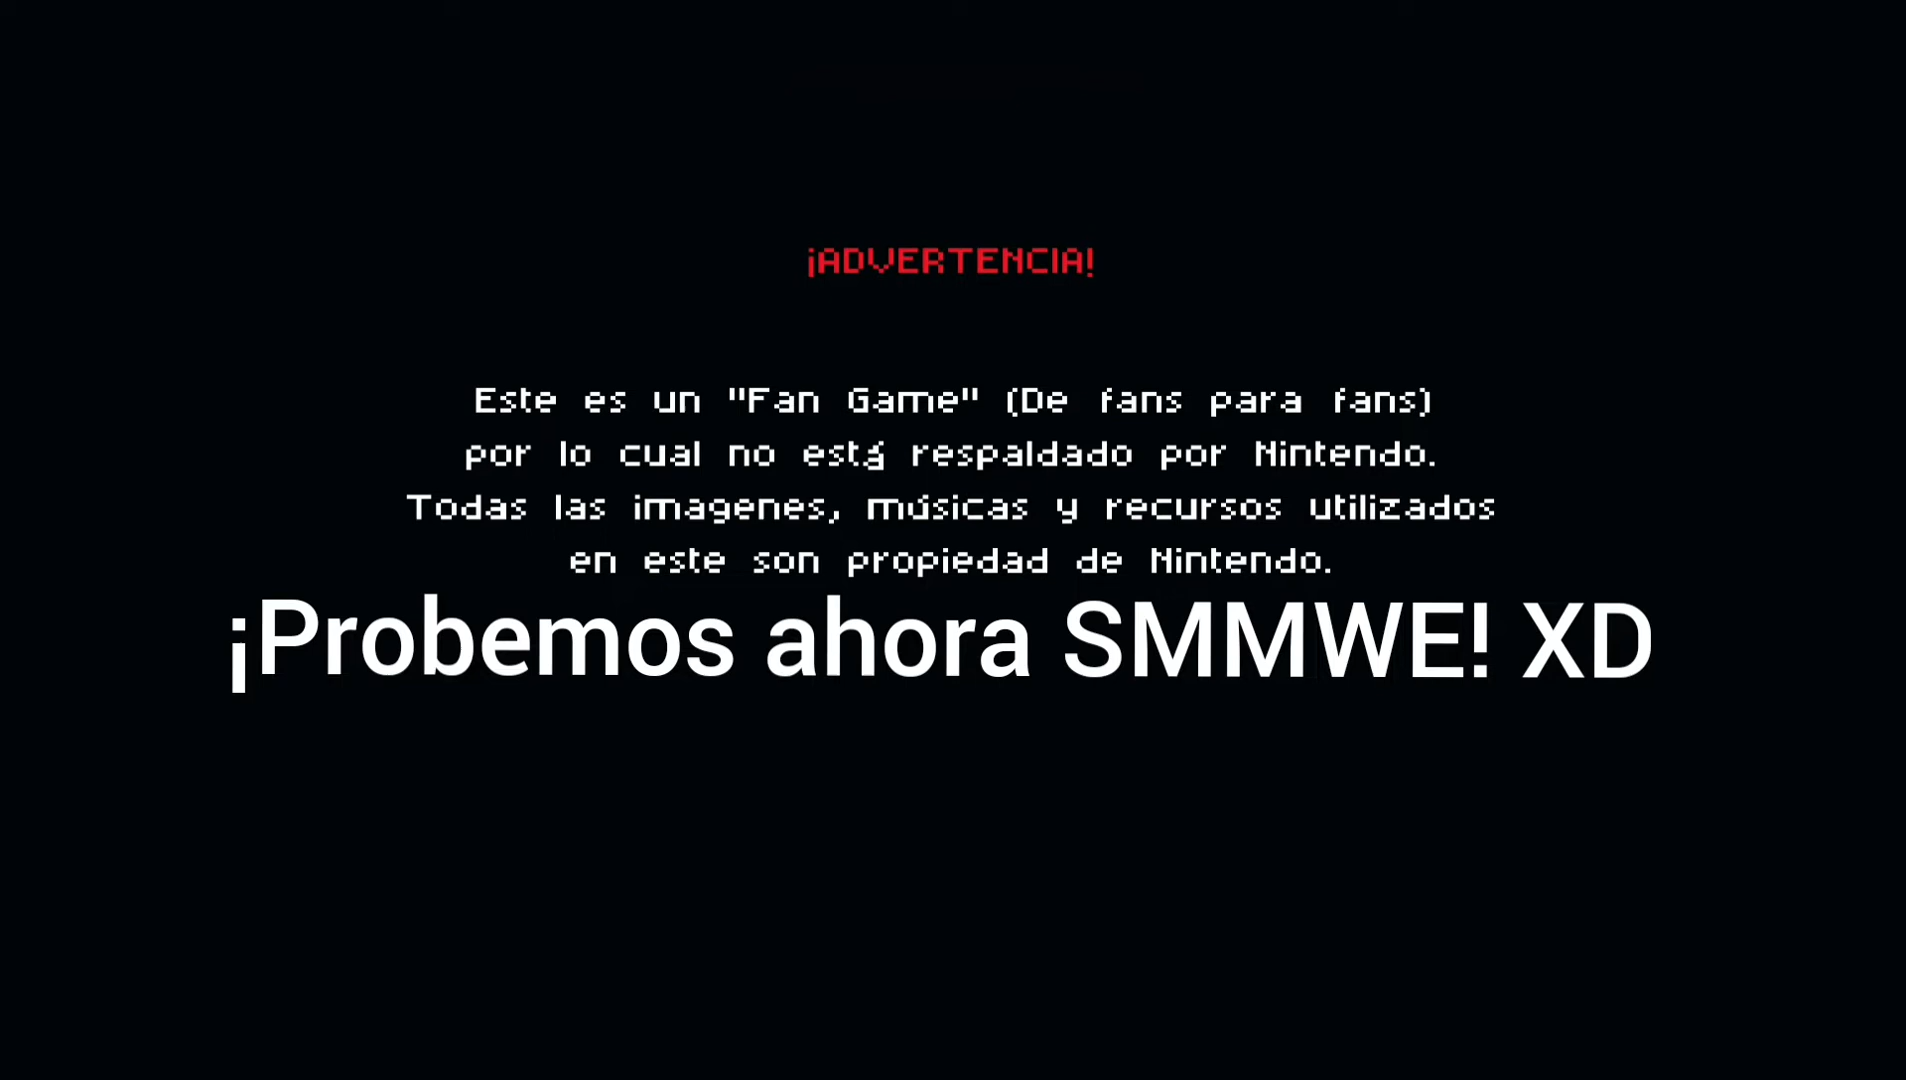 ¡ADVERTENCIA!
Este es un "Fan Game" (De fans para fans)
por lo cual no está respaldado por Nintendo.
Todas las imagenes, músicas y recursos utilizados
en este son propiedad de Nintendo.
¡Probemos ahora SMMWE! XD